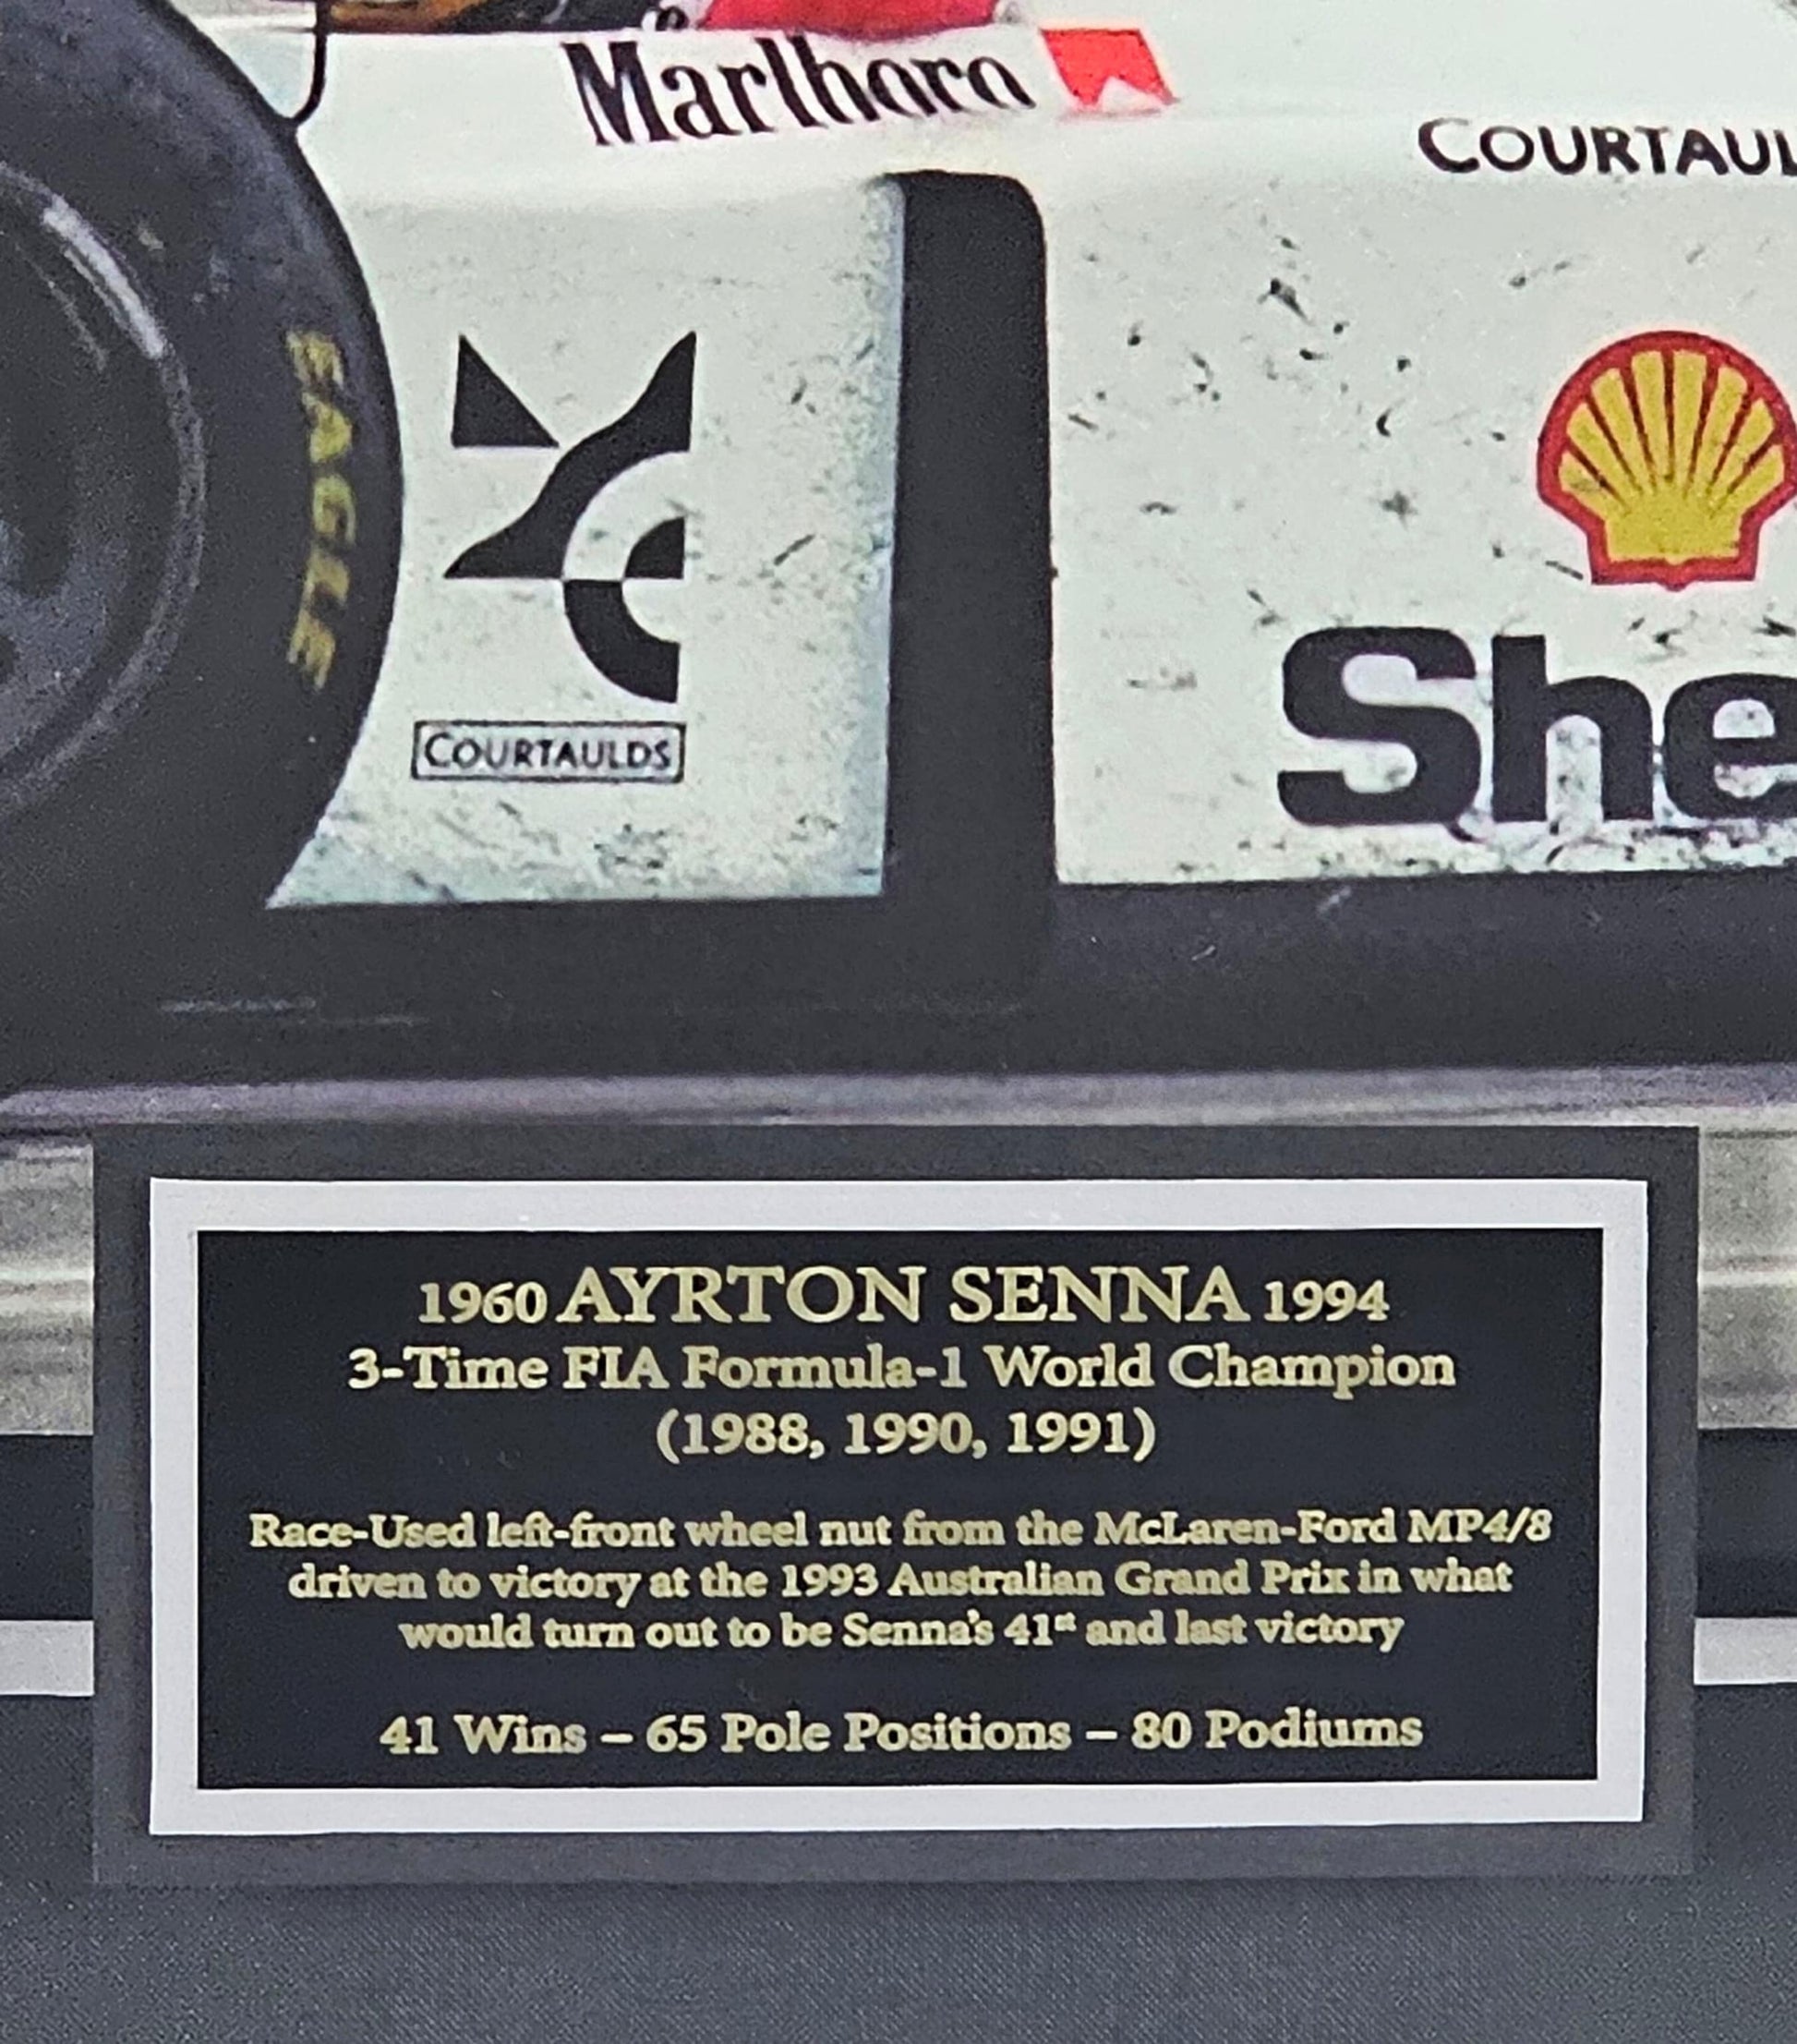 Marlboro
COURTAUL
EAGLE
COURTAULDS
She
1960 AYRTON SENNA 1994
3-Time FIA Formula-1 World Champion
(1988, 1990, 1991)
Race-Used left-front wheel nut from the McLaren-Ford MP4/8
driven to victory at the 1993 Australian Grand Prix in what
would turn out to be Senna's 41st and last victory
41 Wins – 65 Pole Positions – 80 Podiums